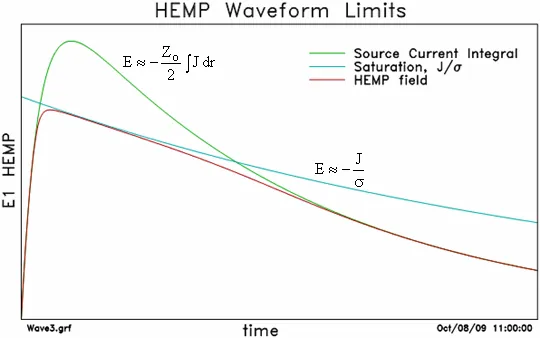 HEMP Waveform Limits
E ≈ −Z₀/2 ∫J dr
Source Current Integral
Saturation, J/σ
HEMP field
E ≈ −J/σ
E1 HEMP
Wave3.grf
time
Oct/08/09 11:00:00